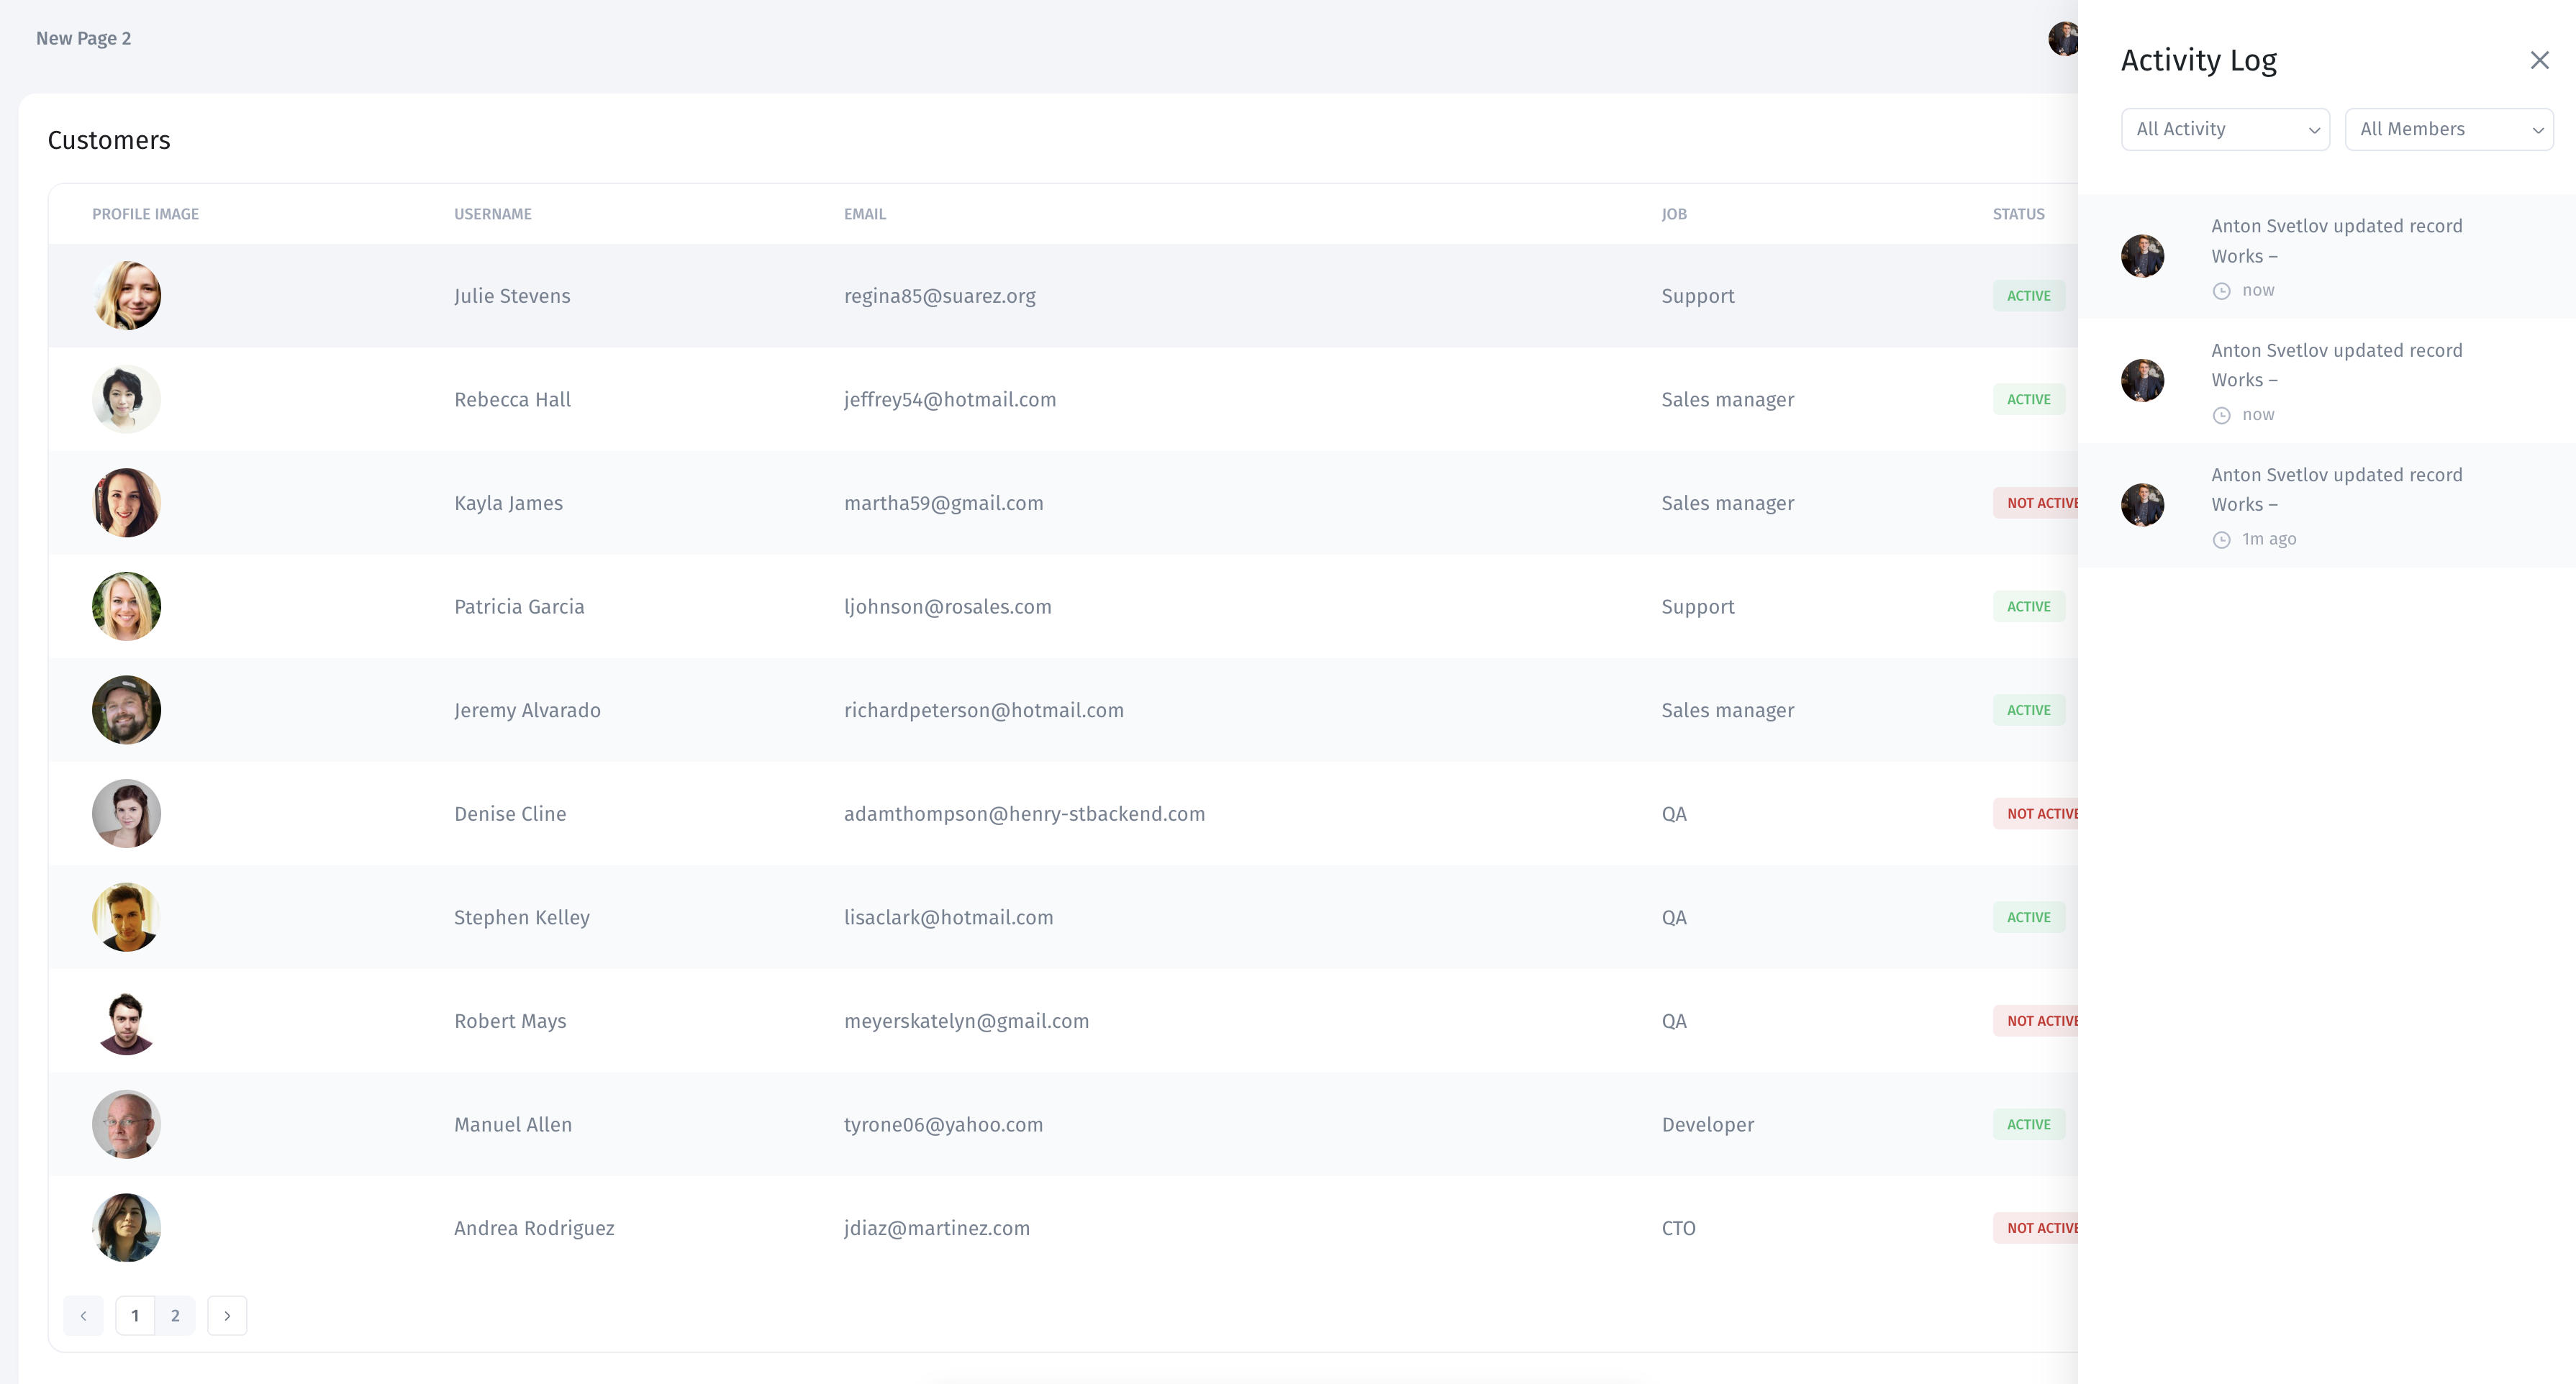 New Page 2
Customers
PROFILE IMAGE USERNAME EMAIL JOB STATUS
Julie Stevens regina85@suarez.org Support ACTIVE
Rebecca Hall jeffrey54@hotmail.com Sales manager ACTIVE
Kayla James martha59@gmail.com Sales manager NOT ACTIVE
Patricia Garcia ljohnson@rosales.com Support ACTIVE
Jeremy Alvarado richardpeterson@hotmail.com Sales manager ACTIVE
Denise Cline adamthompson@henry-stbackend.com QA NOT ACTIVE
Stephen Kelley lisaclark@hotmail.com QA ACTIVE
Robert Mays meyerskatelyn@gmail.com QA NOT ACTIVE
Manuel Allen tyrone06@yahoo.com Developer ACTIVE
Andrea Rodriguez jdiaz@martinez.com CTO NOT ACTIVE
1 2
Activity Log
All Activity All Members
Anton Svetlov updated record
Works –
now
Anton Svetlov updated record
Works –
now
Anton Svetlov updated record
Works –
1m ago